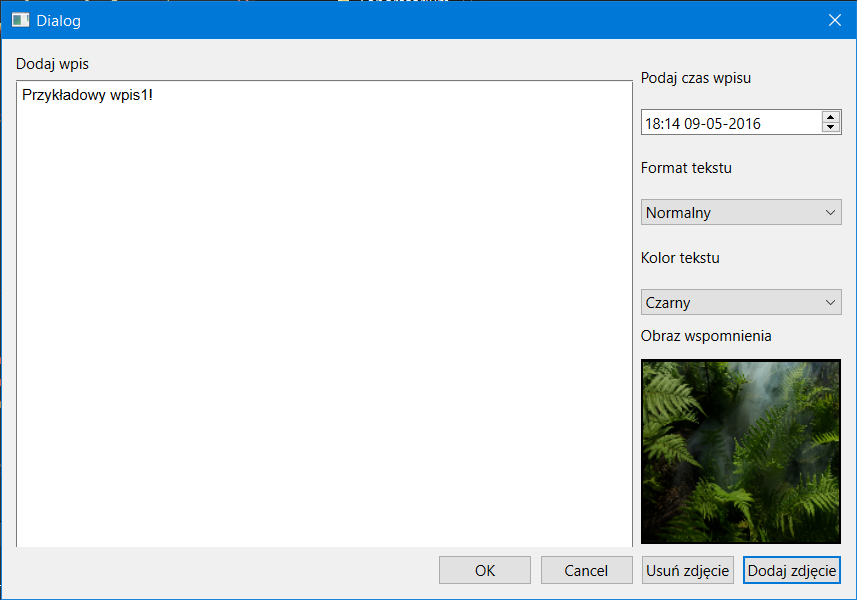 Dialog
Dodaj wpis
Przykładowy wpis1!
Podaj czas wpisu
18:14 09-05-2016
Format tekstu
Normalny
Kolor tekstu
Czarny
Obraz wspomnienia
OK
Cancel
Usuń zdjęcie
Dodaj zdjęcie